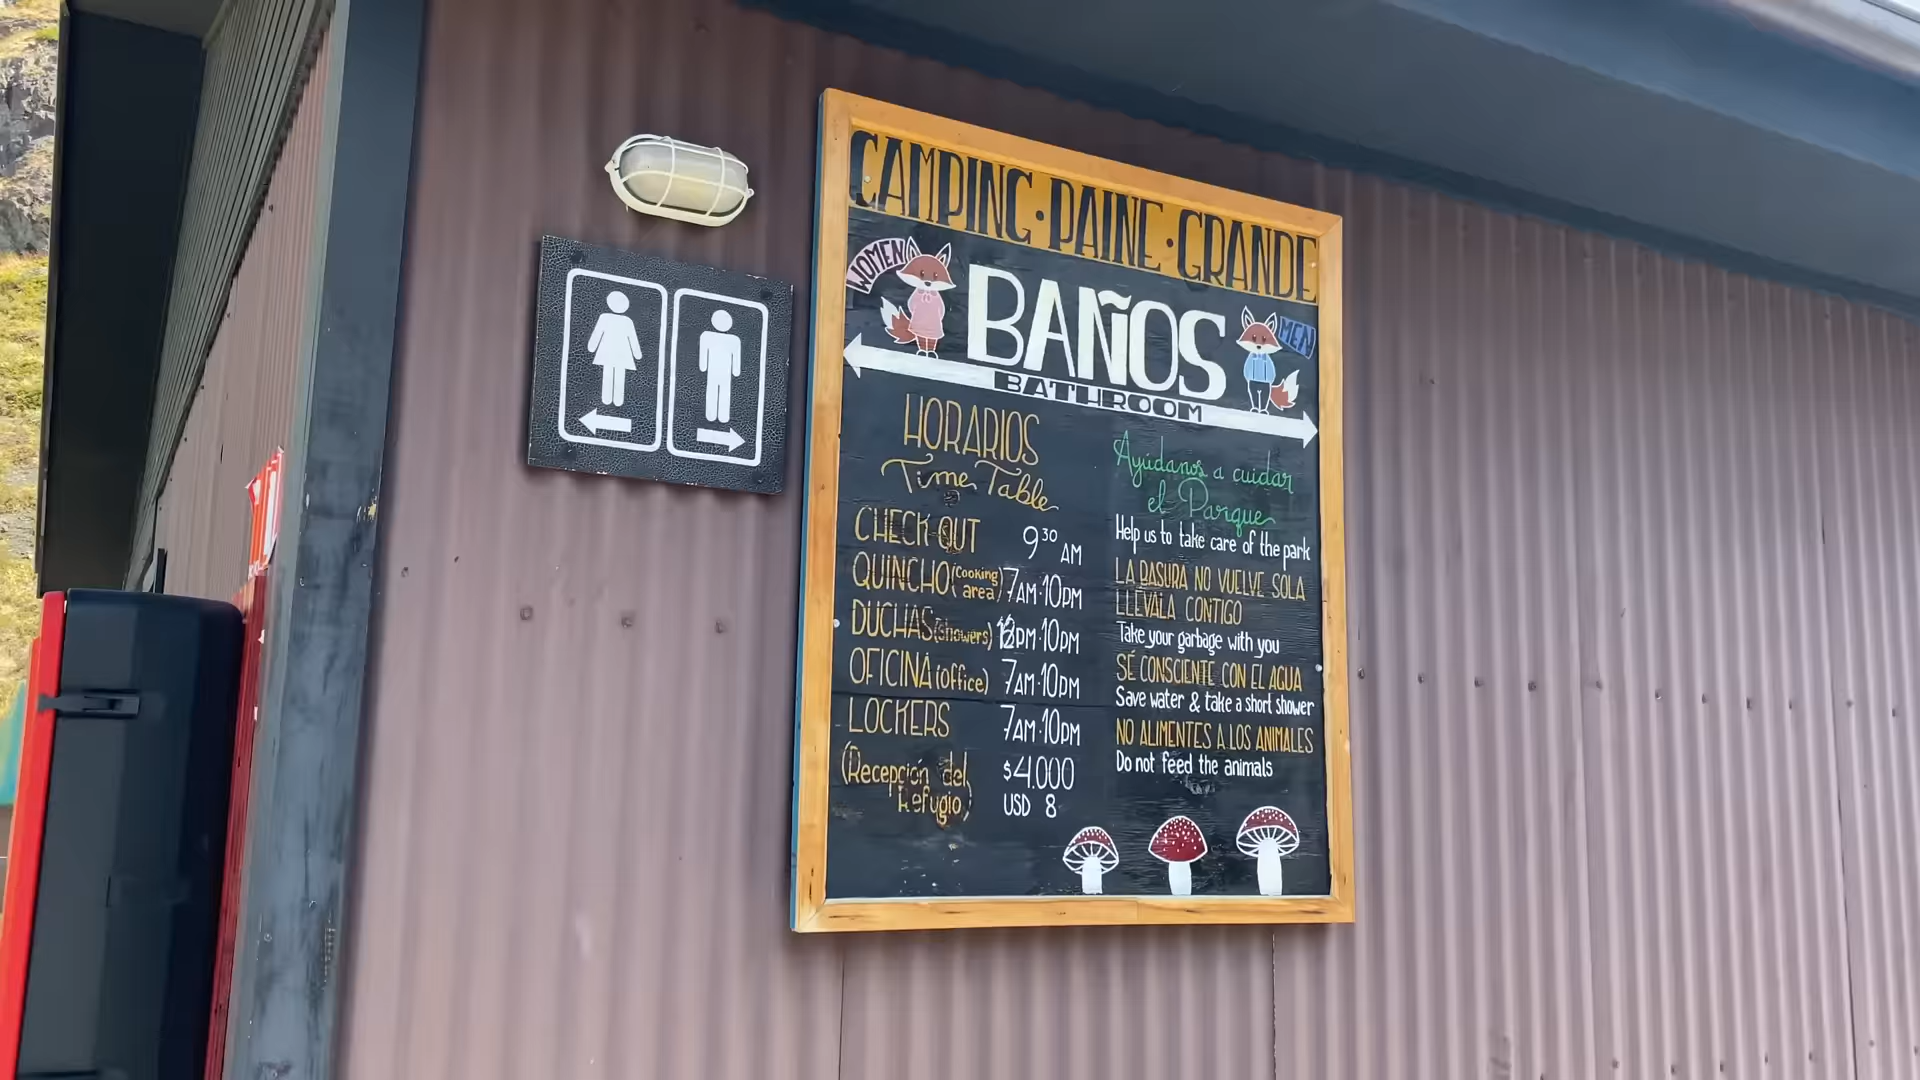 CAMPING · PAINE · GRANDE
WOMEN
BAÑOS
MEN
BATHROOM
HORARIOS
Time Table
CHECK OUT 9 30 AM
QUINCHO (Cooking area) 7AM·10PM
DUCHAS (showers) PM·10PM
OFICINA (office) 7AM·10PM
LOCKERS 7AM·10PM
(Recepción del $4.000
Refugio) USD 8
Ayúdanos a cuidar
el Parque
Help us to take care of the park
LA BASURA NO VUELVE SOLA
LLÉVALA CONTIGO
Take your garbage with you
SÉ CONSCIENTE CON EL AGUA
Save water & take a short shower
NO ALIMENTES A LOS ANIMALES
Do not feed the animals